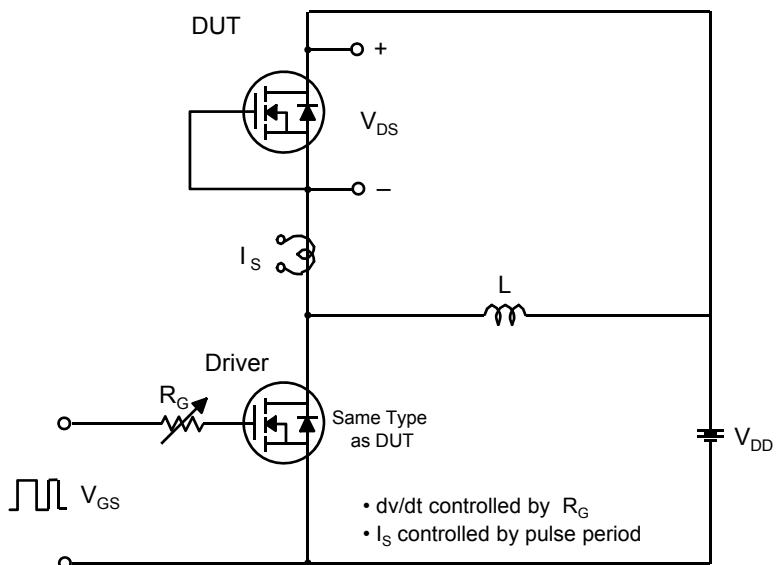 DUT
+
V_DS
–
I_S
L
Driver
R_G
Same Type
as DUT
V_DD
V_GS
• dv/dt controlled by R_G
• I_S controlled by pulse period